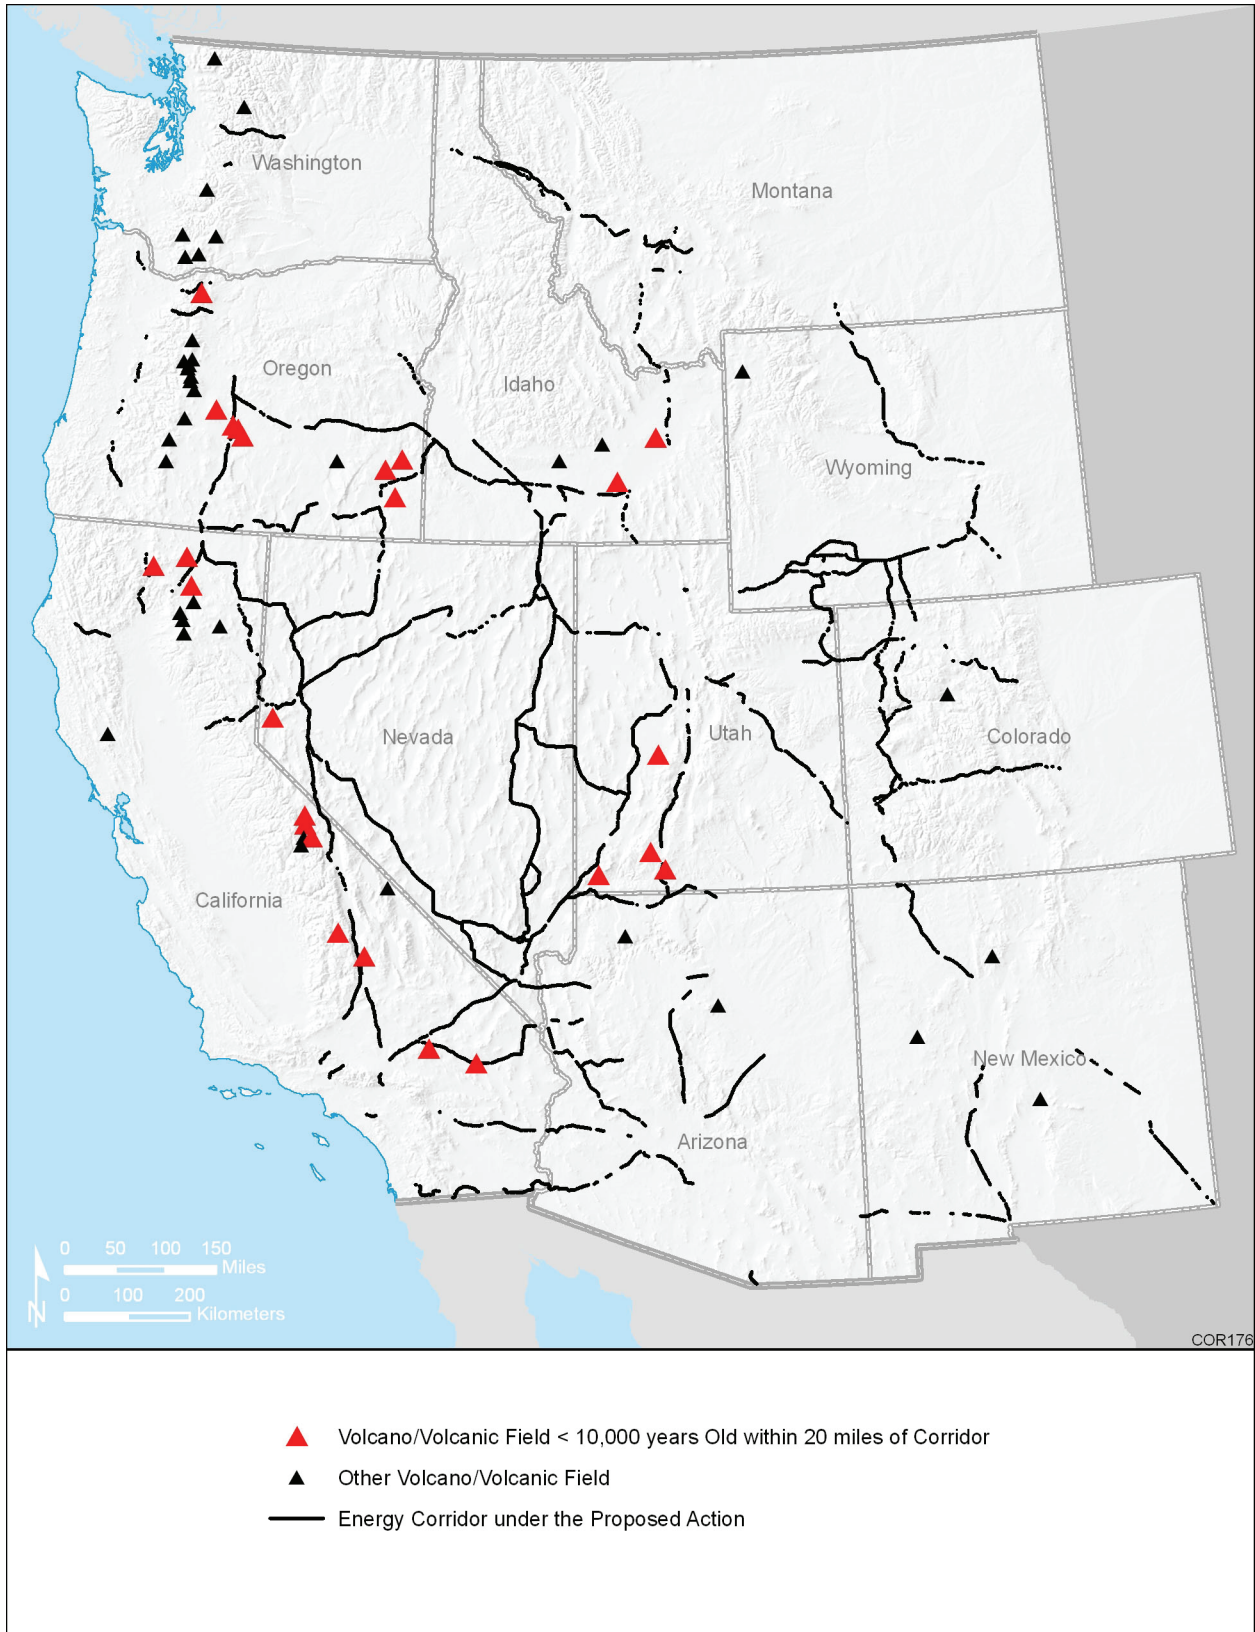 Washington
Montana
Oregon
Idaho
Wyoming
Nevada
Utah
Colorado
California
New Mexico
Arizona
0 50 100 150
Miles
0 100 200
Kilometers
N
COR176
Volcano/Volcanic Field < 10,000 years Old within 20 miles of Corridor
Other Volcano/Volcanic Field
Energy Corridor under the Proposed Action